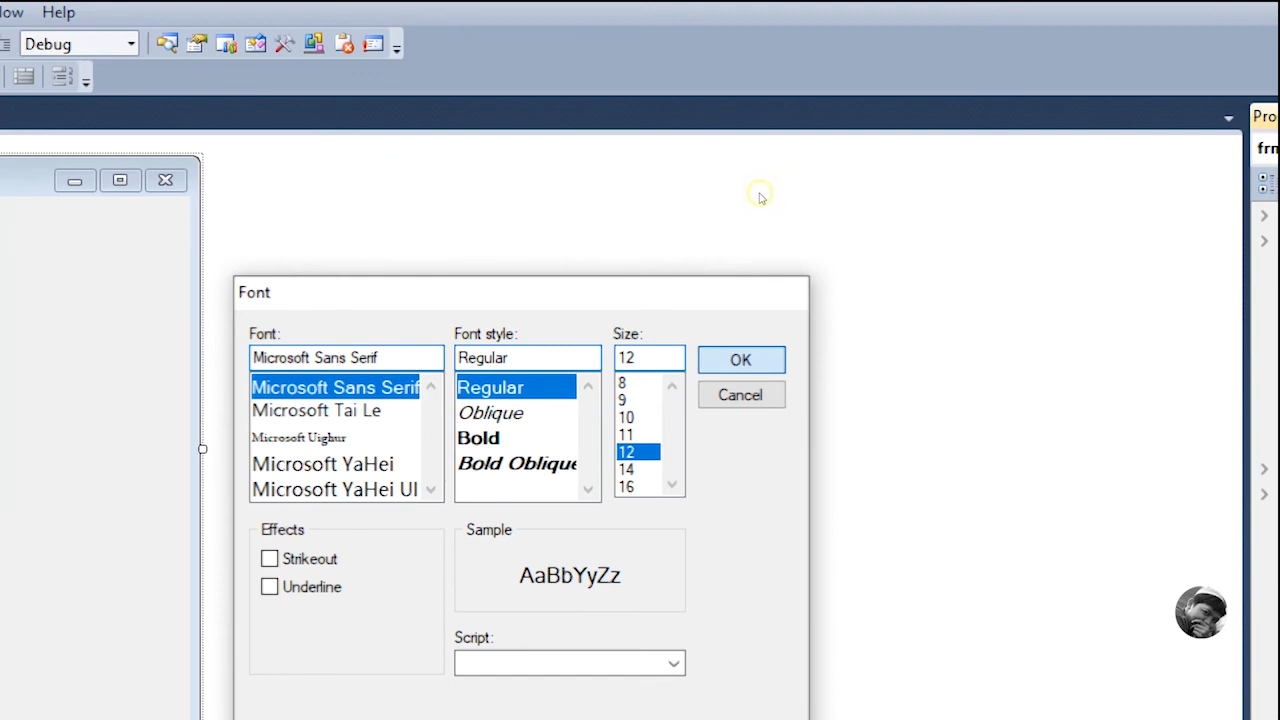 Help
Debug
Pro
Font
Font:
Font style:
Size:
Microsoft Sans Serif
Regular
12
OK
Microsoft Sans Serif
Microsoft Tai Le
Microsoft Uighur
Microsoft YaHei
Microsoft YaHei UI
Regular
Oblique
Bold
Bold Oblique
8
9
10
11
12
14
16
Cancel
Effects
Strikeout
Underline
Sample
AaBbYyZz
Script: